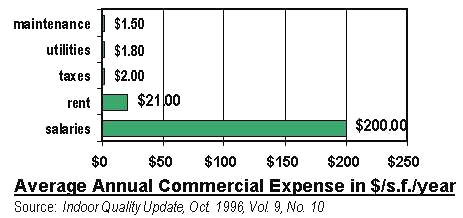 maintenance $1.50
utilities $1.80
taxes $2.00
rent $21.00
salaries $200.00
$0 $50 $100 $150 $200 $250
Average Annual Commercial Expense in $/s.f./year
Source: Indoor Quality Update, Oct. 1996, Vol. 9, No. 10